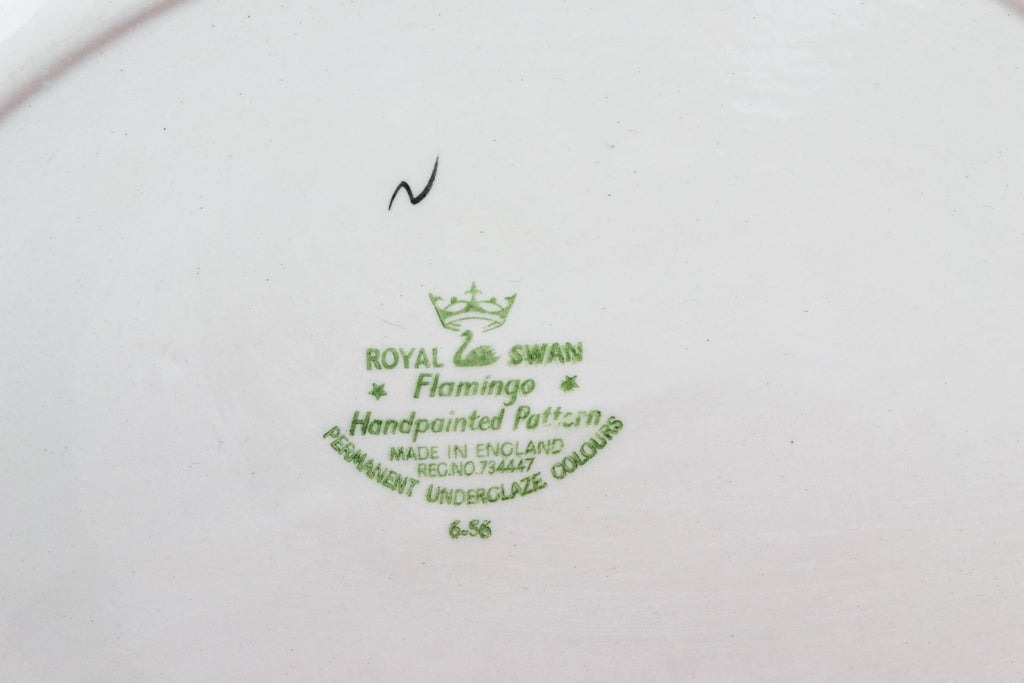 N
ROYAL SWAN
Flamingo
Handpainted Pattern
MADE IN ENGLAND
REG.NO.734447
PERMANENT UNDERGLAZE COLOURS
6-56